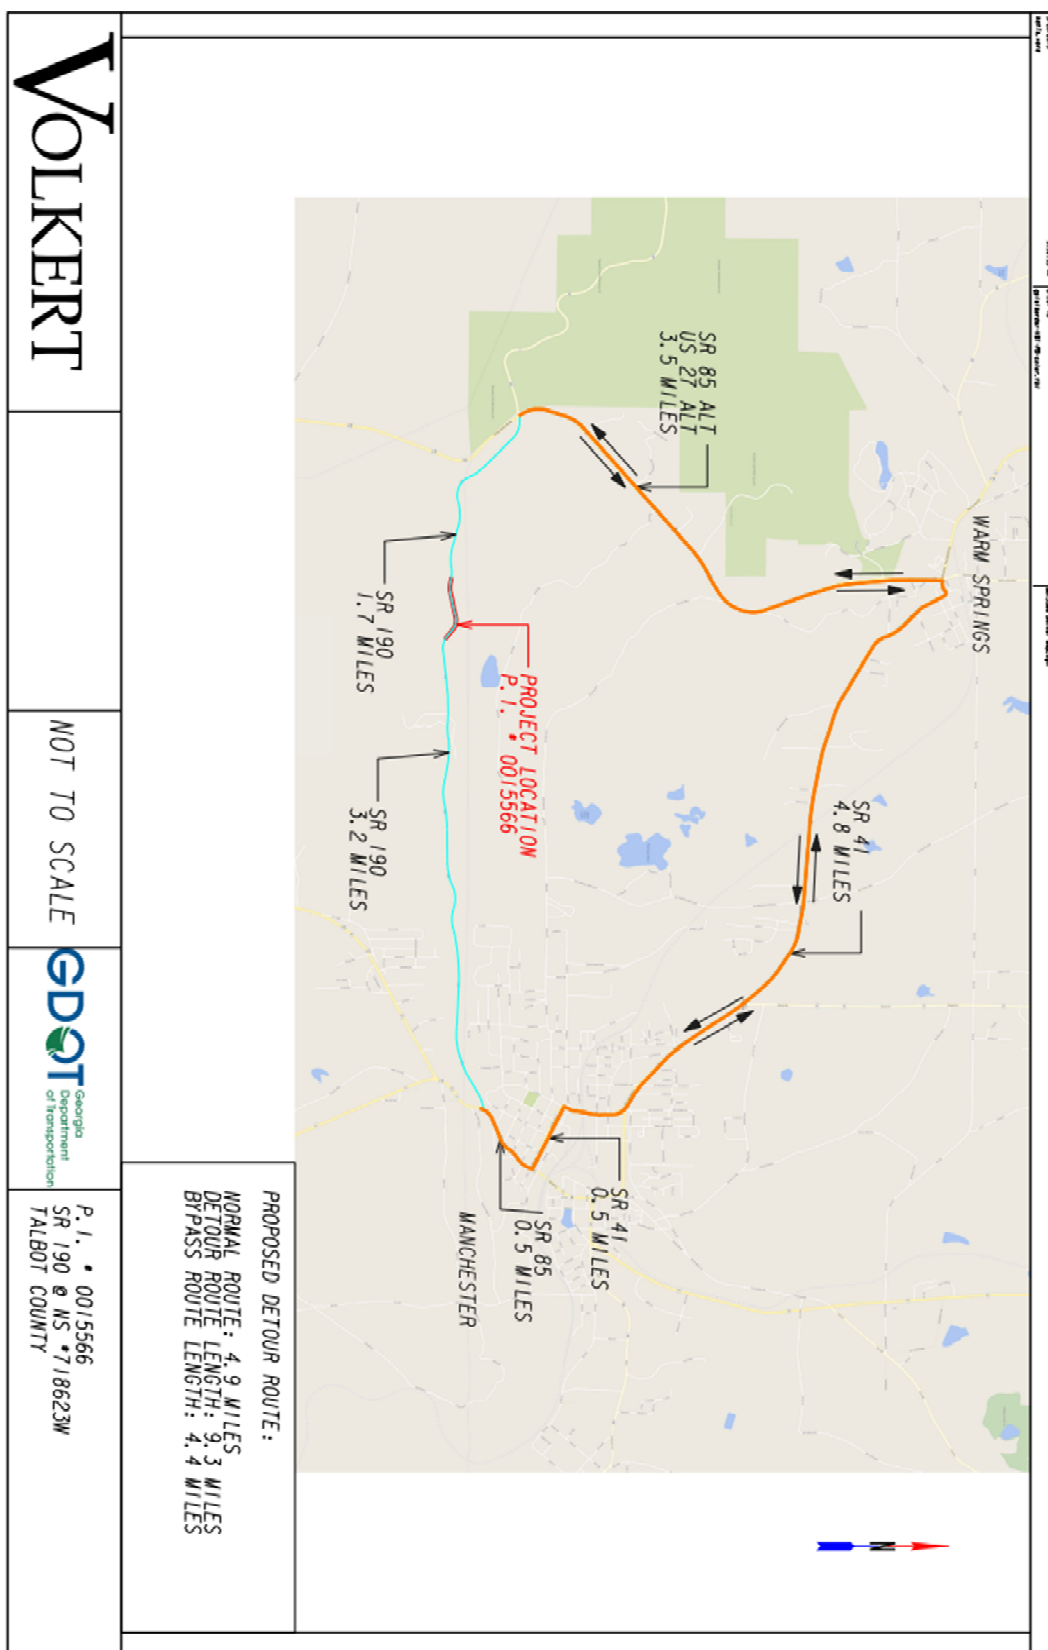 WARM SPRINGS
SR 85 ALT
US 27 ALT
3.5 MILES
SR 41
4.8 MILES
PROJECT LOCATION
P.I. # 0015566
SR 190
1.7 MILES
SR 190
3.2 MILES
SR 41
0.5 MILES
SR 85
0.5 MILES
MANCHESTER
N
PROPOSED DETOUR ROUTE:
NORMAL ROUTE: 4.9 MILES
DETOUR ROUTE LENGTH: 9.3 MILES
BYPASS ROUTE LENGTH: 4.4 MILES
VOLKERT
NOT TO SCALE
GDOT
Georgia
Department
of Transportation
P.I. # 0015566
SR 190 @ NS #718623W
TALBOT COUNTY